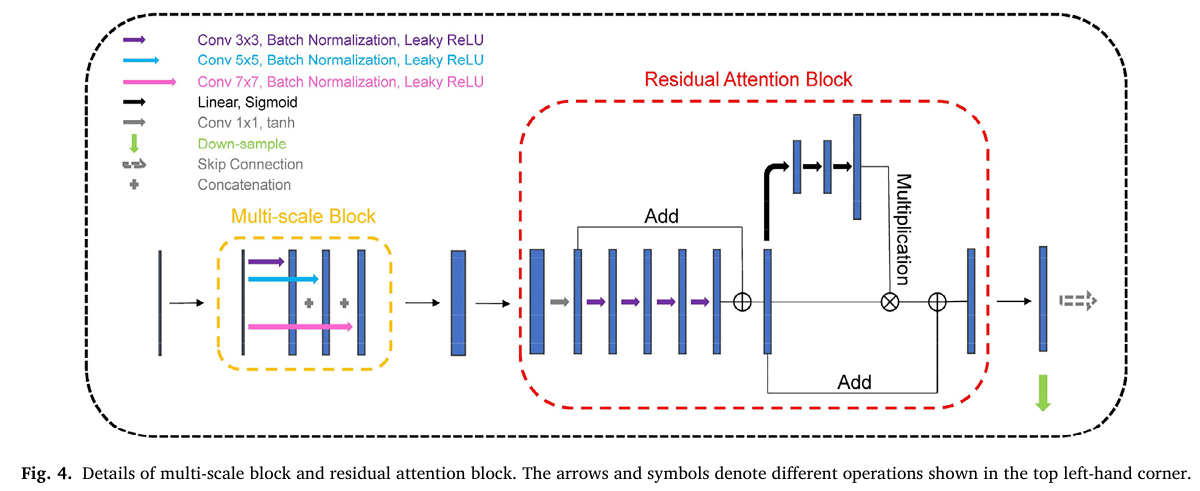 Conv 3x3, Batch Normalization, Leaky ReLU
Conv 5x5, Batch Normalization, Leaky ReLU
Conv 7x7, Batch Normalization, Leaky ReLU
Linear, Sigmoid
Conv 1x1, tanh
Down-sample
Skip Connection
Concatenation
Multi-scale Block
Residual Attention Block
Add
Multiplication
Add
Fig. 4. Details of multi-scale block and residual attention block. The arrows and symbols denote different operations shown in the top left-hand corner.